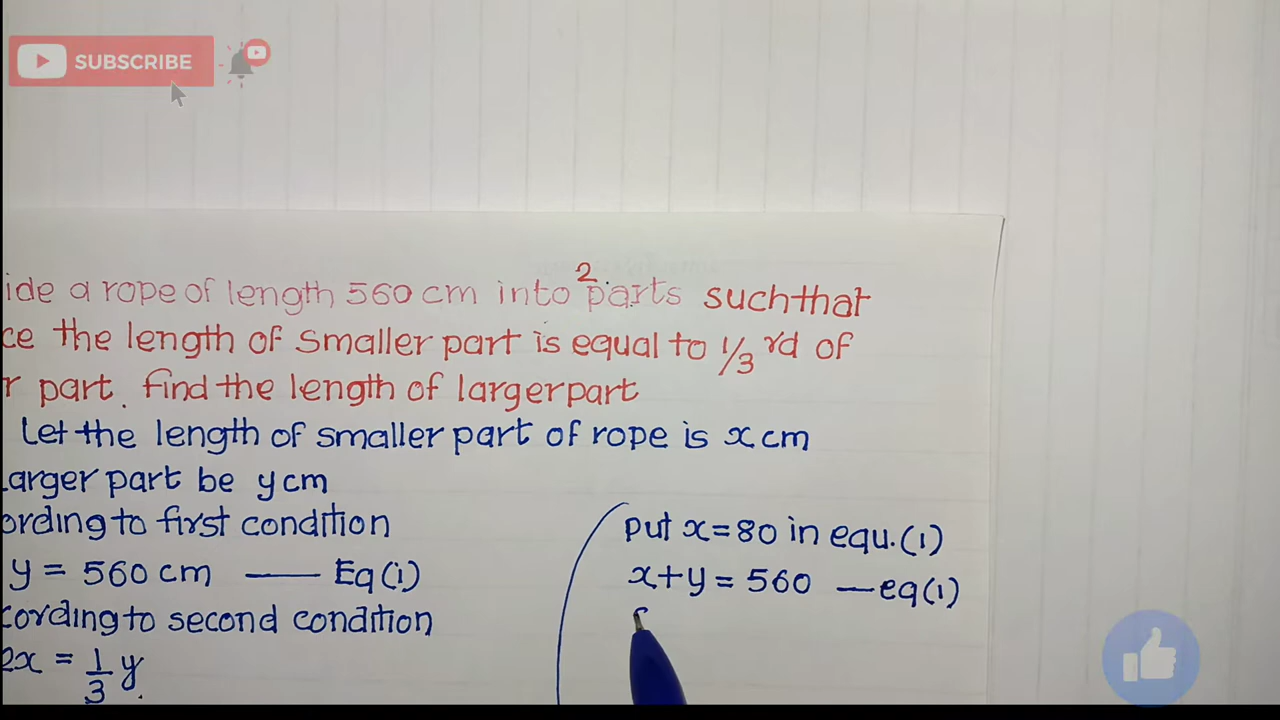 SUBSCRIBE
ide a rope of length 560 cm into 2 parts such that
ce the length of smaller part is equal to 1/3 rd of
r part. find the length of larger part
Let the length of smaller part of rope is x cm
Larger part be y cm
ording to first condition
y = 560 cm — Eq(1)
cording to second condition
2x = 1/3 y
put x = 80 in equ.(1)
x + y = 560 — eq(1)